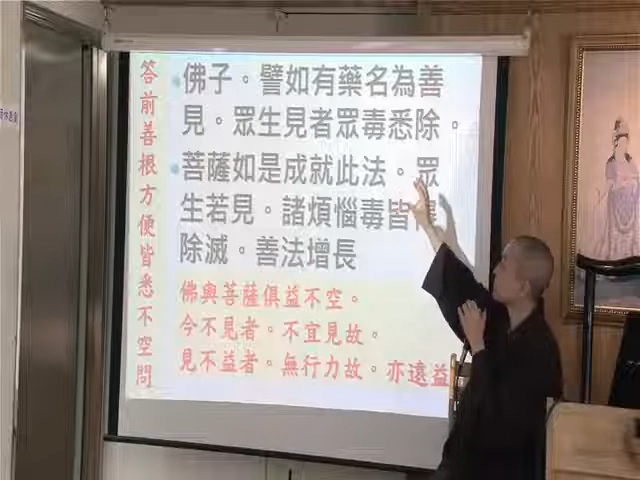 答前善根方便皆悉不空問
佛子。譬如有藥名為善
見。眾生見者眾毒悉除。
菩薩如是成就此法。眾
生若見。諸煩惱毒皆得
除滅。善法增長
佛與菩薩俱益不空。
今不見者。不宜見故。
見不益者。無行力故。亦遠益